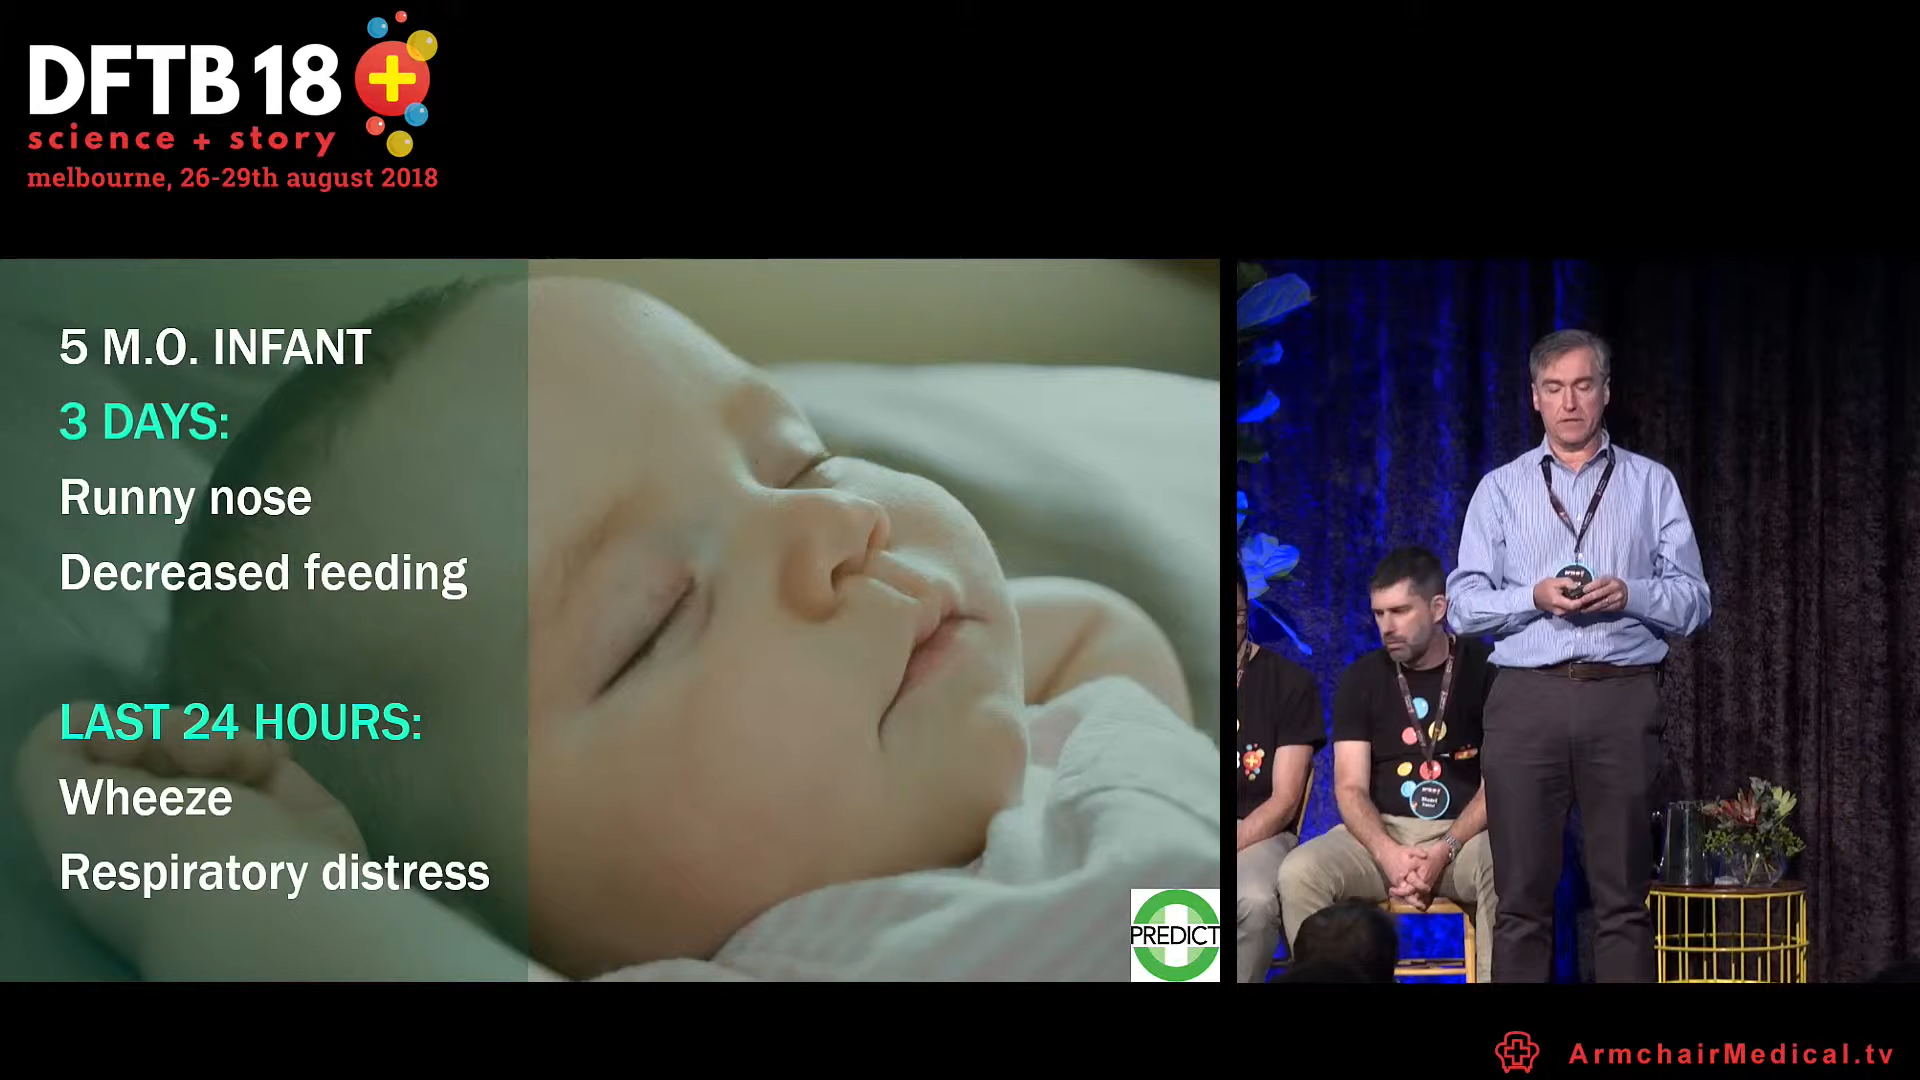 DFTB 18
science + story
melbourne, 26-29th august 2018
5 M.O. INFANT
3 DAYS:
Runny nose
Decreased feeding
LAST 24 HOURS:
Wheeze
Respiratory distress
PREDICT
ArmchairMedical.tv